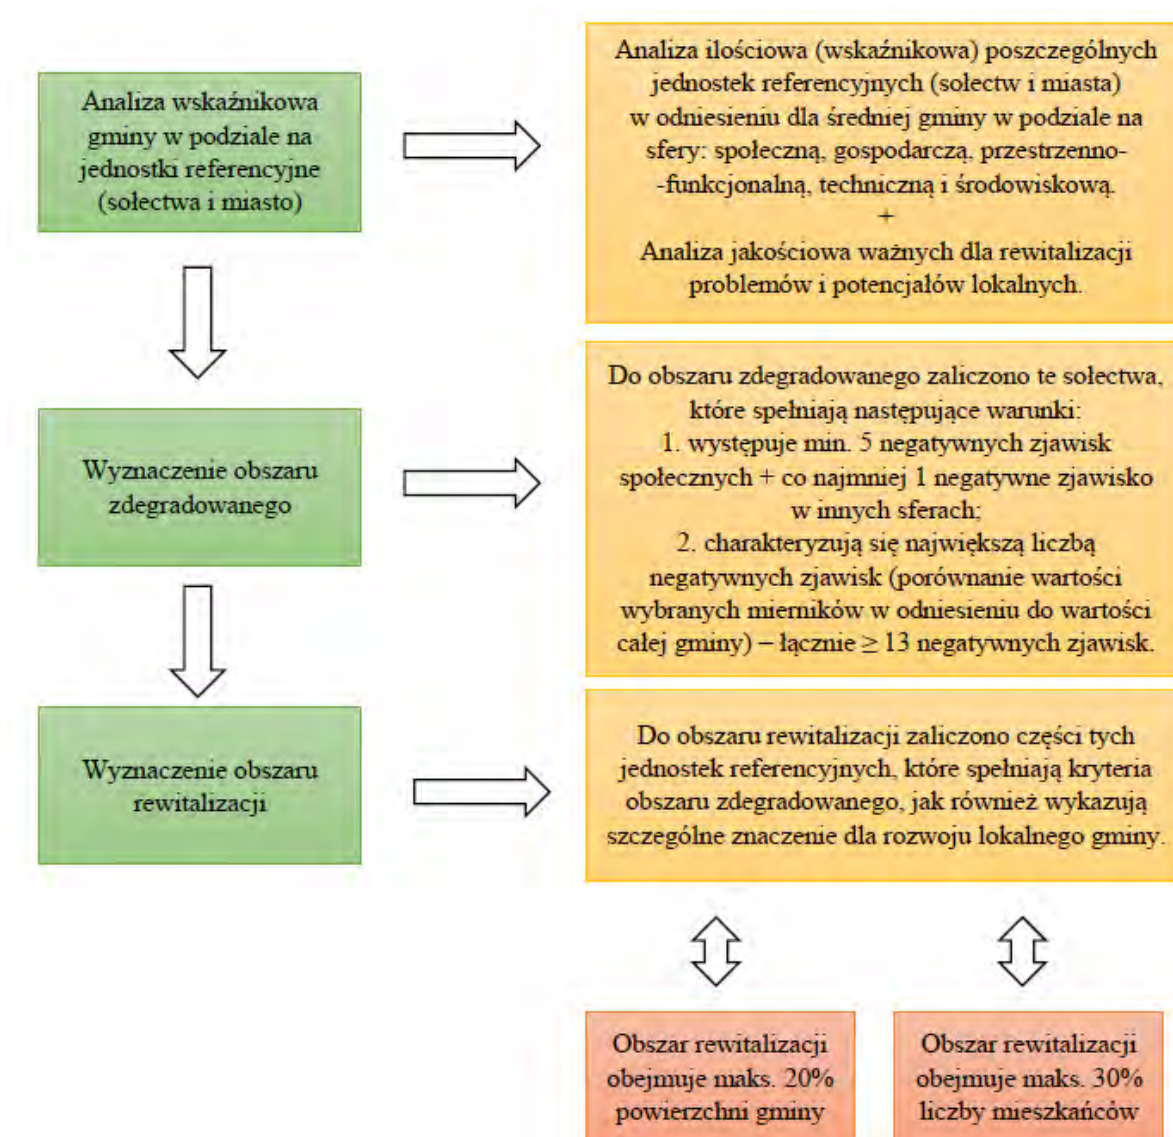 Analiza wskaźnikowa
gminy w podziale na
jednostki referencyjne
(sołectwa i miasto)
Analiza ilościowa (wskaźnikowa) poszczególnych
jednostek referencyjnych (sołectw i miasta)
w odniesieniu dla średniej gminy w podziale na
sfery: społeczną, gospodarczą, przestrzenno-
-funkcjonalną, techniczną i środowiskową.
+
Analiza jakościowa ważnych dla rewitalizacji
problemów i potencjałów lokalnych.
Wyznaczenie obszaru
zdegradowanego
Do obszaru zdegradowanego zaliczono te sołectwa,
które spełniają następujące warunki:
1. występuje min. 5 negatywnych zjawisk
społecznych + co najmniej 1 negatywne zjawisko
w innych sferach;
2. charakteryzują się największą liczbą
negatywnych zjawisk (porównanie wartości
wybranych mierników w odniesieniu do wartości
całej gminy) – łącznie ≥ 13 negatywnych zjawisk.
Wyznaczenie obszaru
rewitalizacji
Do obszaru rewitalizacji zaliczono części tych
jednostek referencyjnych, które spełniają kryteria
obszaru zdegradowanego, jak również wykazują
szczególne znaczenie dla rozwoju lokalnego gminy.
Obszar rewitalizacji
obejmuje maks. 20%
powierzchni gminy
Obszar rewitalizacji
obejmuje maks. 30%
liczby mieszkańców